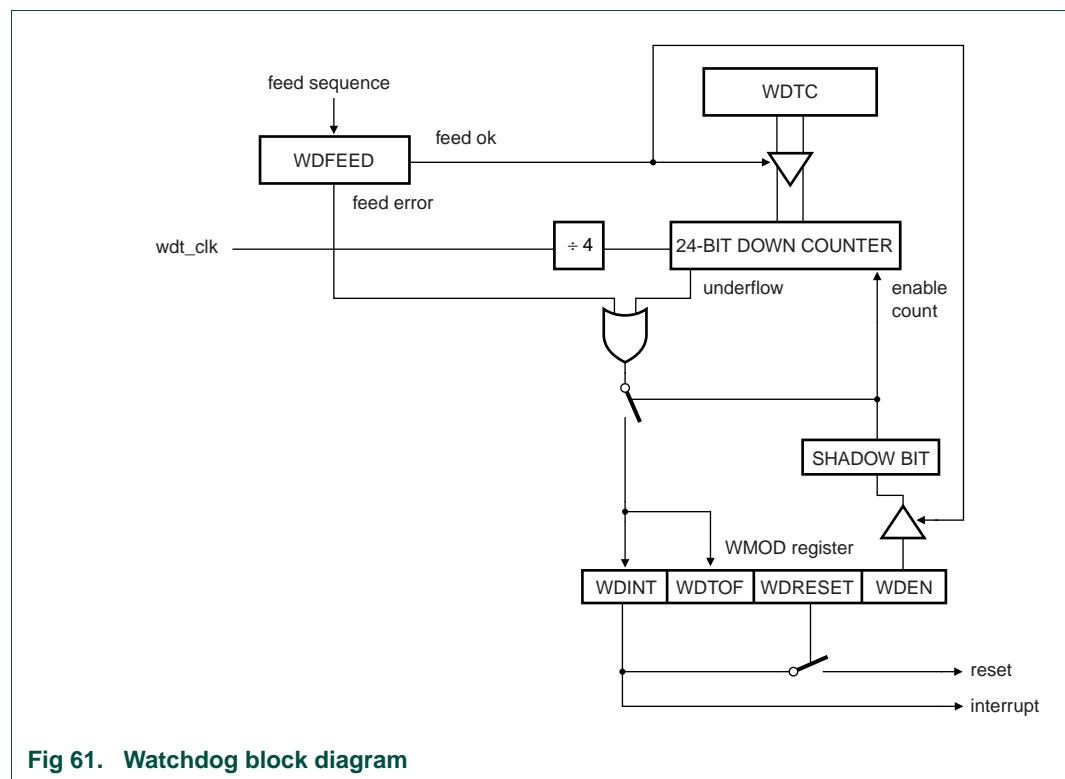 feed sequence
WDTC
feed ok
WDFEED
feed error
wdt_clk
÷ 4
24-BIT DOWN COUNTER
underflow
enable
count
SHADOW BIT
WMOD register
WDINT
WDTOF
WDRESET
WDEN
reset
interrupt
Fig 61. Watchdog block diagram